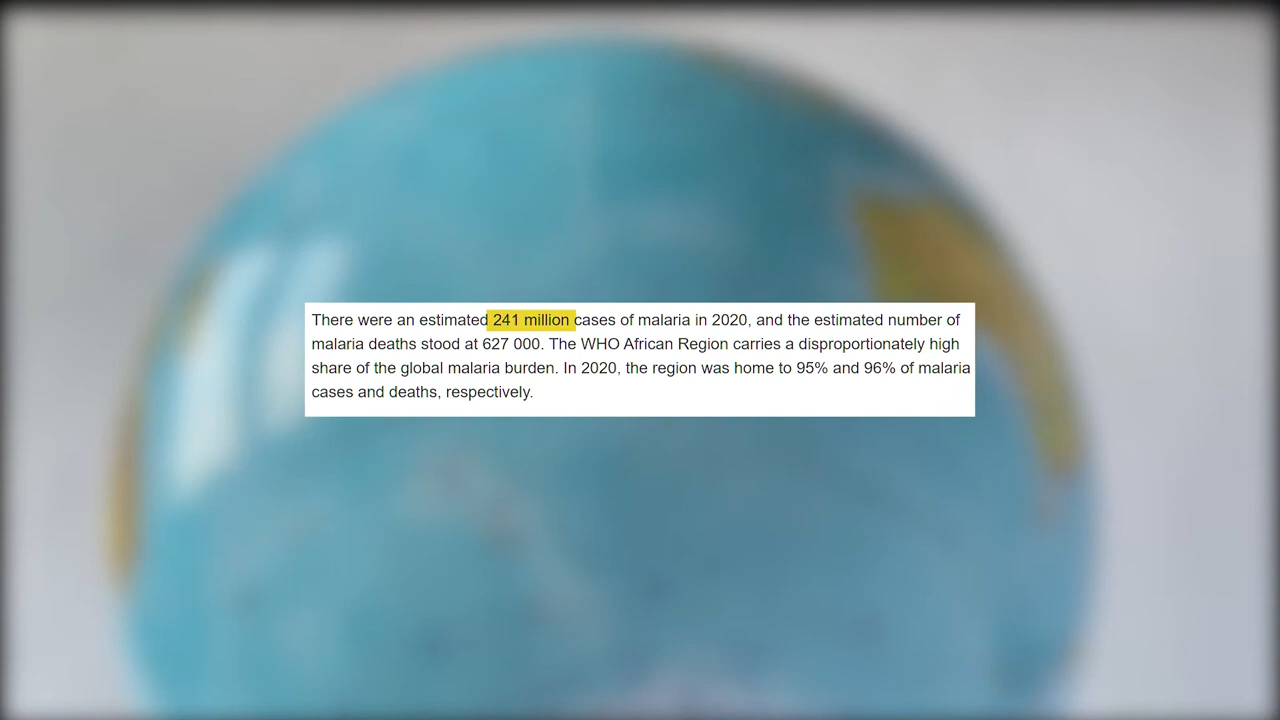 There were an estimated 241 million cases of malaria in 2020, and the estimated number of
malaria deaths stood at 627 000. The WHO African Region carries a disproportionately high
share of the global malaria burden. In 2020, the region was home to 95% and 96% of malaria
cases and deaths, respectively.